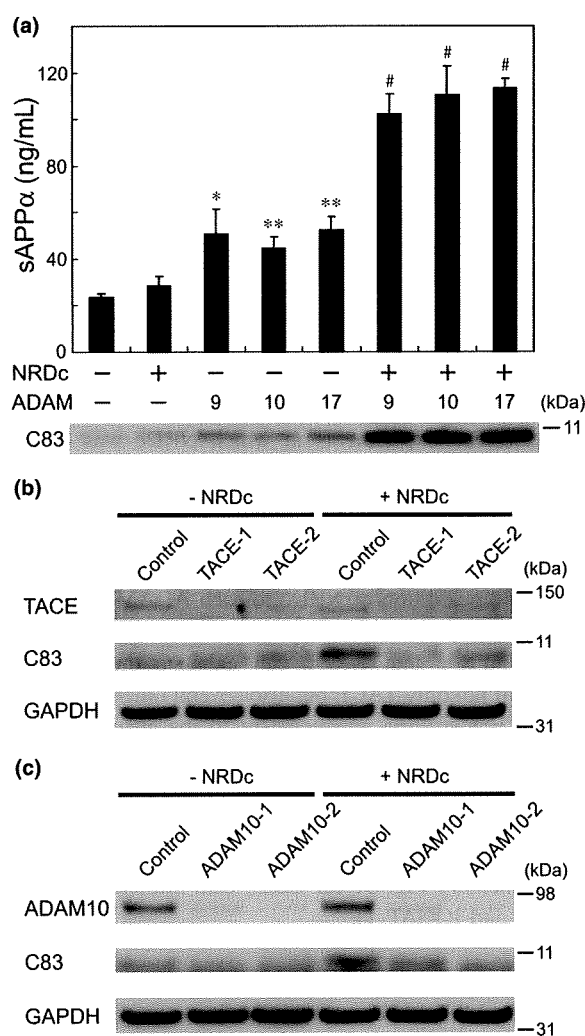 (a)
sAPPα (ng/mL)
120
80
40
0
*
**
**
#
#
#
NRDc − + − − − + + +
ADAM − − 9 10 17 9 10 17 (kDa)
C83 11
(b)
- NRDc + NRDc
Control TACE-1 TACE-2 Control TACE-1 TACE-2 (kDa)
TACE 150
C83 11
GAPDH 31
(c)
- NRDc + NRDc
Control ADAM10-1 ADAM10-2 Control ADAM10-1 ADAM10-2 (kDa)
ADAM10 98
C83 11
GAPDH 31